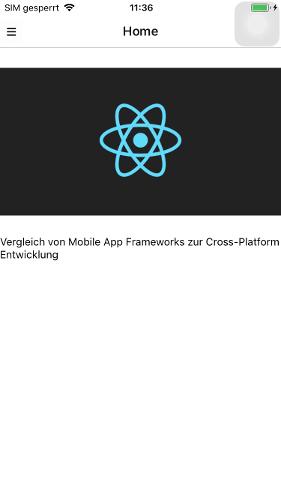 SIM gesperrt 11:36
Home
Vergleich von Mobile App Frameworks zur Cross-Platform
Entwicklung